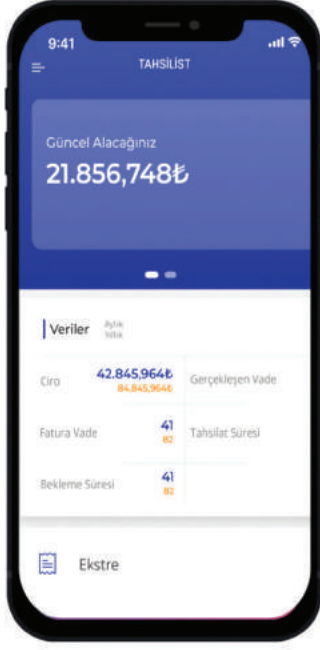 9:41
TAHSİLİST
Güncel Alacağınız
21.856,748₺
Veriler
Aylık
Yıllık
Ciro
42.845,964₺
84.845,964₺
Gerçekleşen Vade
Fatura Vade
41
82
Tahsilat Süresi
Bekleme Süresi
41
82
Ekstre